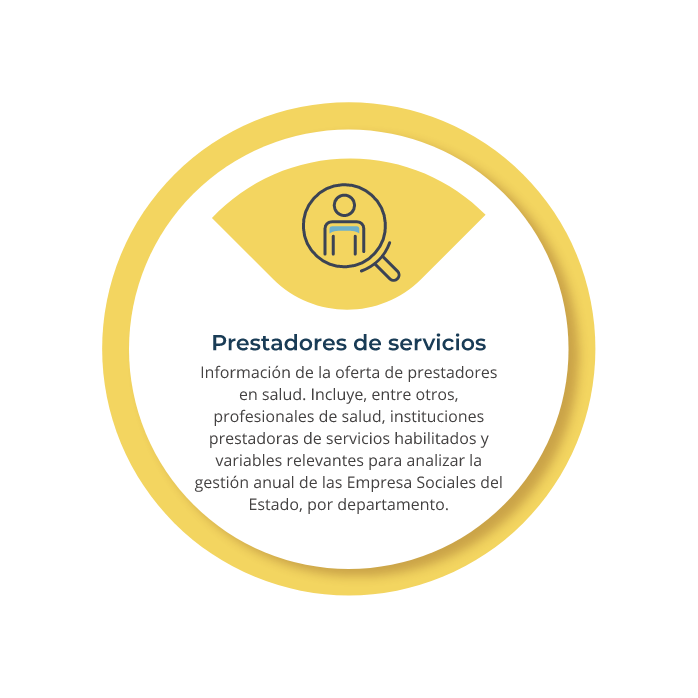 Prestadores de servicios
Información de la oferta de prestadores
en salud. Incluye, entre otros,
profesionales de salud, instituciones
prestadoras de servicios habilitados y
variables relevantes para analizar la
gestión anual de las Empresa Sociales del
Estado, por departamento.